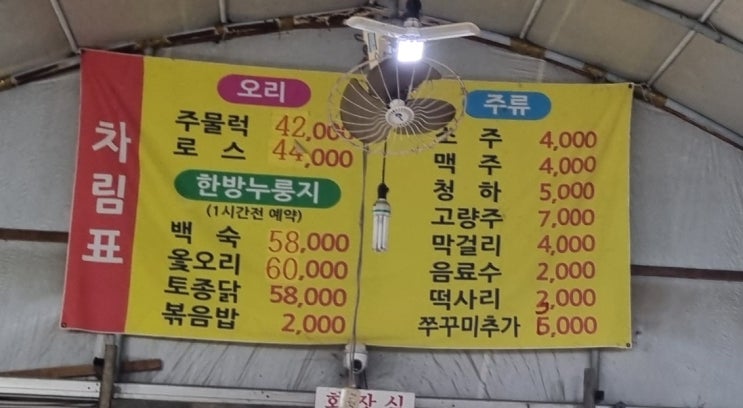 차림표
오리
주물럭 42,000
로스 44,000
한방누룽지
(1시간전 예약)
백숙 58,000
옻오리 60,000
토종닭 58,000
볶음밥 2,000
주류
주 4,000
맥주 4,000
청하 5,000
고량주 7,000
막걸리 4,000
음료수 2,000
떡사리 3,000
쭈꾸미추가 6,000